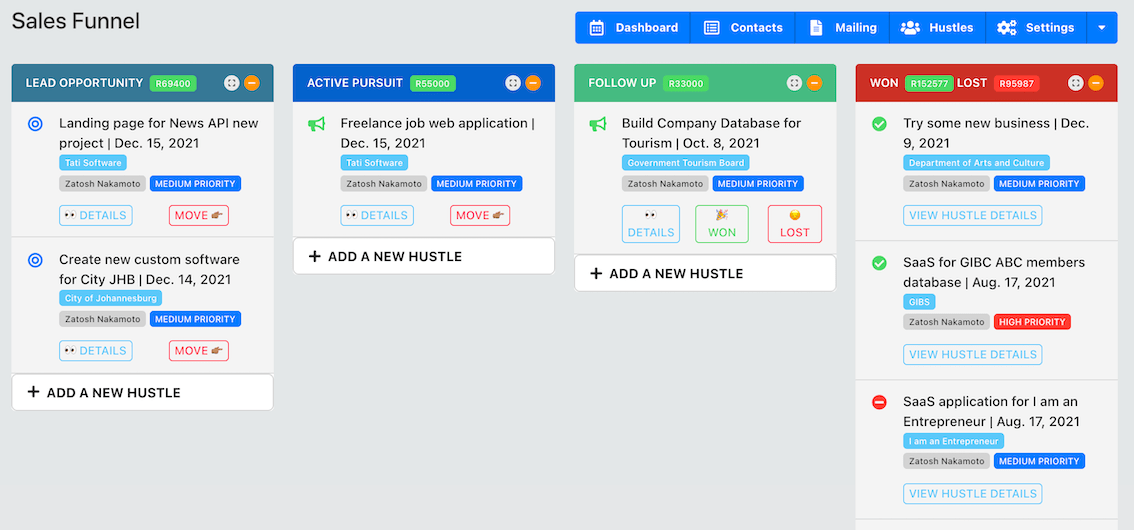 Sales Funnel
Dashboard
Contacts
Mailing
Hustles
Settings
LEAD OPPORTUNITY R69400
Landing page for News API new
project | Dec. 15, 2021
Tati Software
Zatosh Nakamoto MEDIUM PRIORITY
DETAILS MOVE
Create new custom software
for City JHB | Dec. 14, 2021
City of Johannesburg
Zatosh Nakamoto MEDIUM PRIORITY
DETAILS MOVE
+ ADD A NEW HUSTLE
ACTIVE PURSUIT R55000
Freelance job web application |
Dec. 15, 2021
Tati Software
Zatosh Nakamoto MEDIUM PRIORITY
DETAILS MOVE
+ ADD A NEW HUSTLE
FOLLOW UP R33000
Build Company Database for
Tourism | Oct. 8, 2021
Government Tourism Board
Zatosh Nakamoto MEDIUM PRIORITY
DETAILS WON LOST
+ ADD A NEW HUSTLE
WON R152577 LOST R95987
Try some new business | Dec.
9, 2021
Department of Arts and Culture
Zatosh Nakamoto MEDIUM PRIORITY
VIEW HUSTLE DETAILS
SaaS for GIBC ABC members
database | Aug. 17, 2021
GIBS
Zatosh Nakamoto HIGH PRIORITY
VIEW HUSTLE DETAILS
SaaS application for I am an
Entrepreneur | Aug. 17, 2021
I am an Entrepreneur
Zatosh Nakamoto MEDIUM PRIORITY
VIEW HUSTLE DETAILS